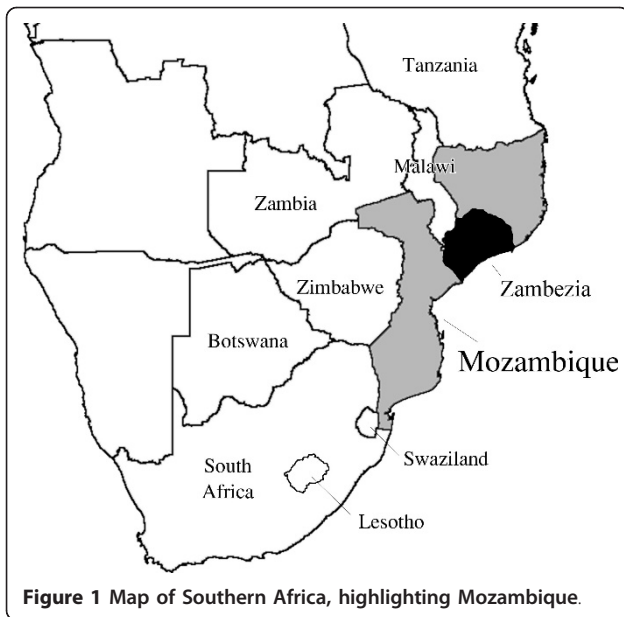 Tanzania
Malawi
Zambia
Zambezia
Zimbabwe
Botswana
Mozambique
Swaziland
South
Africa
Lesotho
Figure 1 Map of Southern Africa, highlighting Mozambique.